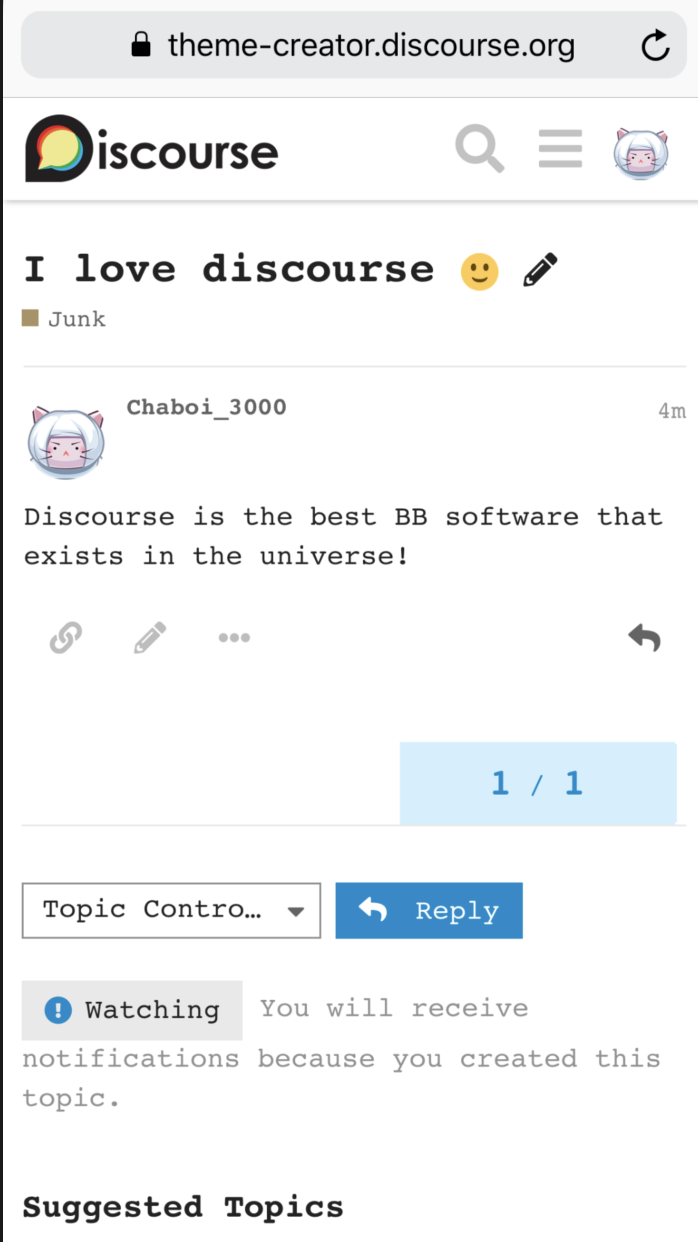 theme-creator.discourse.org
Discourse
I love discourse
Junk
Chaboi_3000
4m
Discourse is the best BB software that
exists in the universe!
1 / 1
Topic Contro…
Reply
Watching You will receive
notifications because you created this
topic.
Suggested Topics